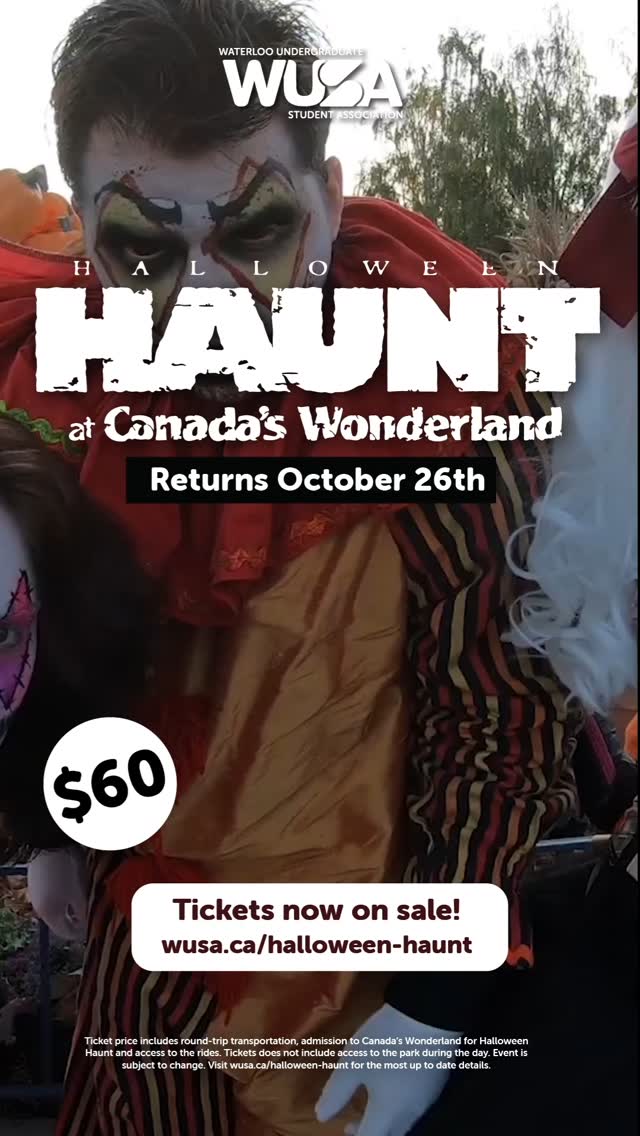 WATERLOO UNDERGRADUATE
WUSA
STUDENT ASSOCIATION
HALLOWEEN
HAUNT
at Canada's Wonderland
Returns October 26th
$60
Tickets now on sale!
wusa.ca/halloween-haunt
Ticket price includes round-trip transportation, admission to Canada's Wonderland for Halloween
Haunt and access to the rides. Tickets does not include access to the park during the day. Event is
subject to change. Visit wusa.ca/halloween-haunt for the most up to date details.